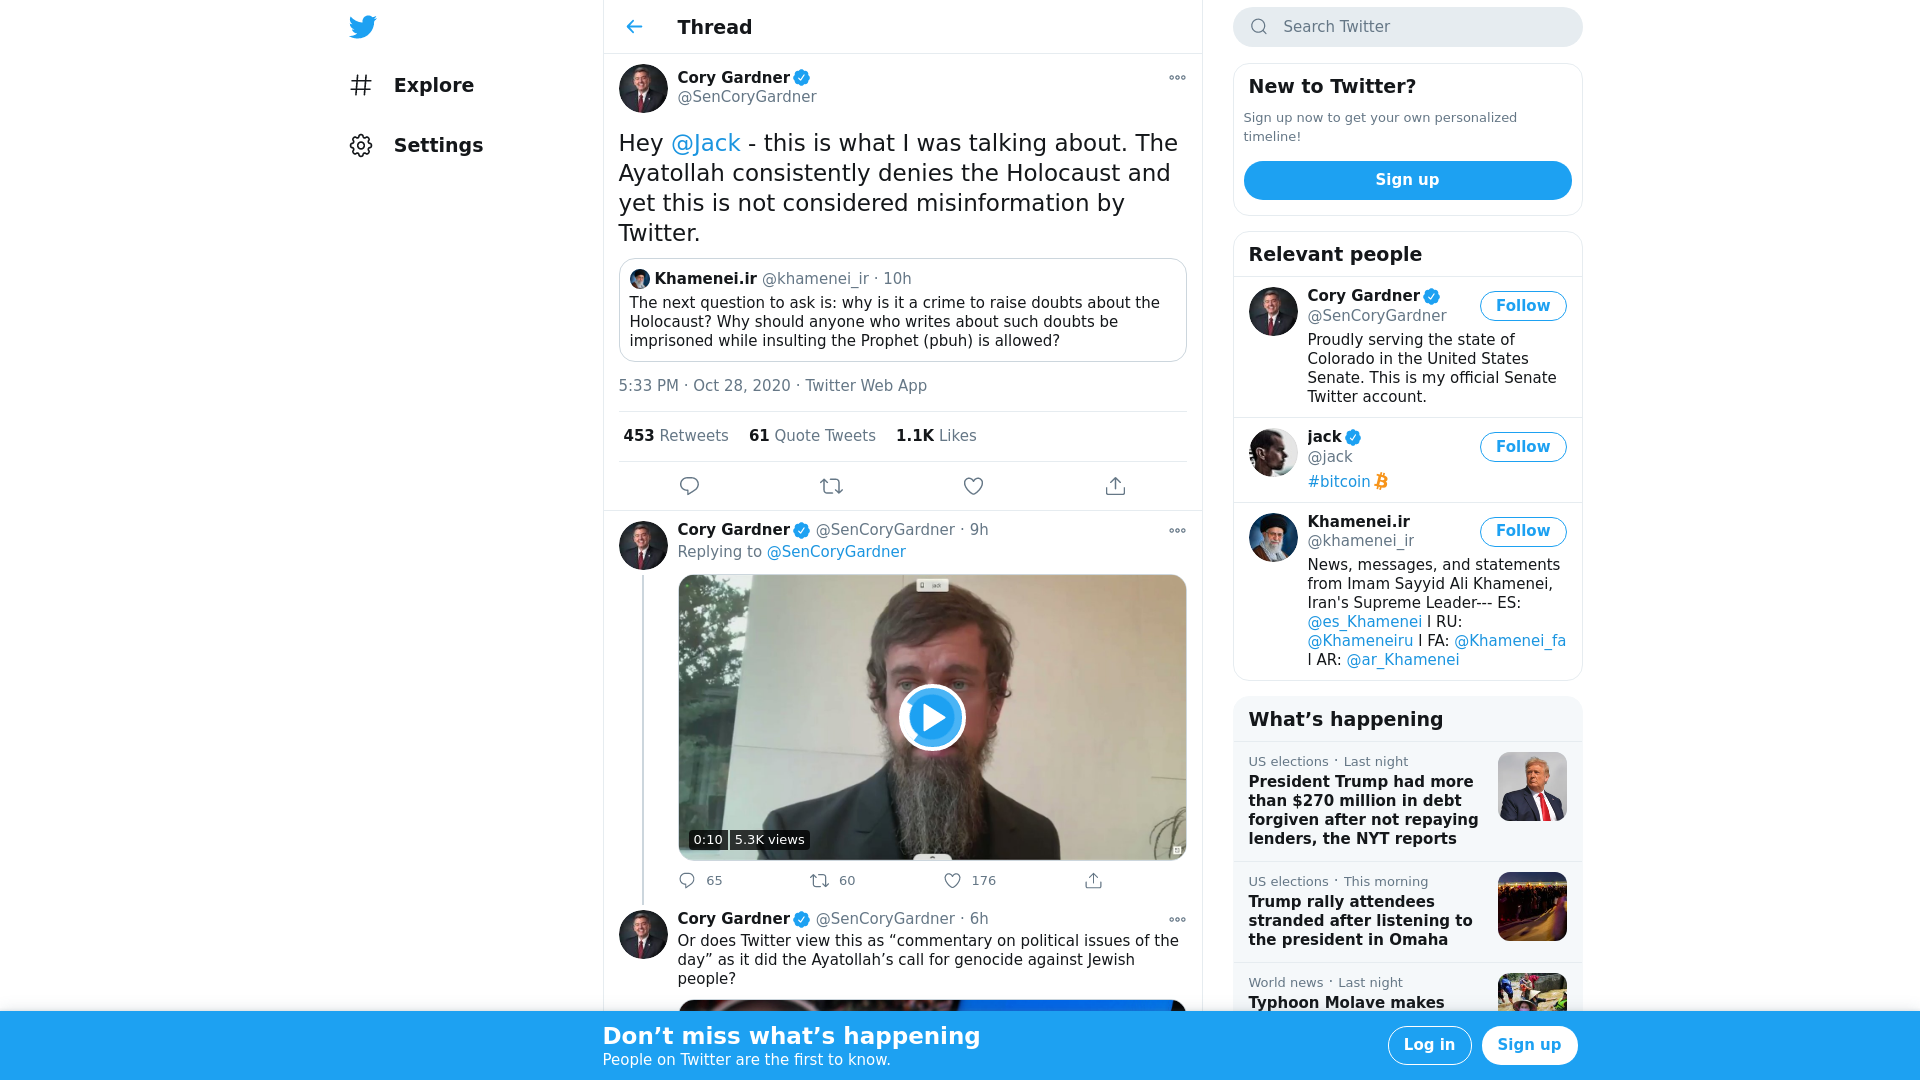 Explore
Settings
Thread
Cory Gardner
@SenCoryGardner
Hey @Jack - this is what I was talking about. The
Ayatollah consistently denies the Holocaust and
yet this is not considered misinformation by
Twitter.
Khamenei.ir @khamenei_ir · 10h
The next question to ask is: why is it a crime to raise doubts about the
Holocaust? Why should anyone who writes about such doubts be
imprisoned while insulting the Prophet (pbuh) is allowed?
5:33 PM · Oct 28, 2020 · Twitter Web App
453 Retweets 61 Quote Tweets 1.1K Likes
Cory Gardner @SenCoryGardner · 9h
Replying to @SenCoryGardner
jack
0:10 5.3K views
65 60 176
Cory Gardner @SenCoryGardner · 6h
Or does Twitter view this as “commentary on political issues of the
day” as it did the Ayatollah’s call for genocide against Jewish
people?
Search Twitter
New to Twitter?
Sign up now to get your own personalized
timeline!
Sign up
Relevant people
Cory Gardner
@SenCoryGardner
Follow
Proudly serving the state of
Colorado in the United States
Senate. This is my official Senate
Twitter account.
jack
@jack
Follow
#bitcoin
Khamenei.ir
@khamenei_ir
Follow
News, messages, and statements
from Imam Sayyid Ali Khamenei,
Iran's Supreme Leader--- ES:
@es_Khamenei l RU:
@Khameneiru l FA: @Khamenei_fa
l AR: @ar_Khamenei
What’s happening
US elections · Last night
President Trump had more
than $270 million in debt
forgiven after not repaying
lenders, the NYT reports
US elections · This morning
Trump rally attendees
stranded after listening to
the president in Omaha
World news · Last night
Typhoon Molave makes
Don’t miss what’s happening
People on Twitter are the first to know.
Log in
Sign up